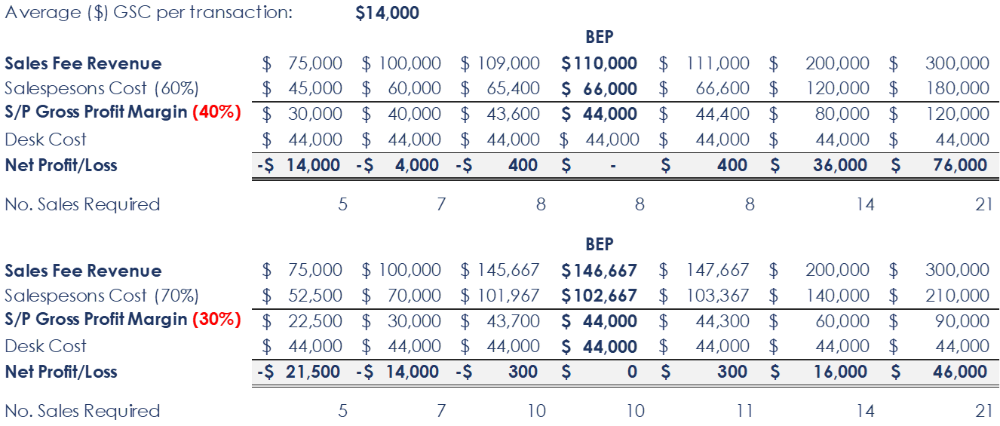 Average ($) GSC per transaction: $14,000
BEP
Sales Fee Revenue $ 75,000 $ 100,000 $ 109,000 $110,000 $ 111,000 $ 200,000 $ 300,000
Salespesons Cost (60%) $ 45,000 $ 60,000 $ 65,400 $ 66,000 $ 66,600 $ 120,000 $ 180,000
S/P Gross Profit Margin (40%) $ 30,000 $ 40,000 $ 43,600 $ 44,000 $ 44,400 $ 80,000 $ 120,000
Desk Cost $ 44,000 $ 44,000 $ 44,000 $ 44,000 $ 44,000 $ 44,000 $ 44,000
Net Profit/Loss -$ 14,000 -$ 4,000 -$ 400 $ - $ 400 $ 36,000 $ 76,000
No. Sales Required 5 7 8 8 8 14 21
BEP
Sales Fee Revenue $ 75,000 $ 100,000 $ 145,667 $146,667 $ 147,667 $ 200,000 $ 300,000
Salespesons Cost (70%) $ 52,500 $ 70,000 $ 101,967 $102,667 $ 103,367 $ 140,000 $ 210,000
S/P Gross Profit Margin (30%) $ 22,500 $ 30,000 $ 43,700 $ 44,000 $ 44,300 $ 60,000 $ 90,000
Desk Cost $ 44,000 $ 44,000 $ 44,000 $ 44,000 $ 44,000 $ 44,000 $ 44,000
Net Profit/Loss -$ 21,500 -$ 14,000 -$ 300 $ 0 $ 300 $ 16,000 $ 46,000
No. Sales Required 5 7 10 10 11 14 21